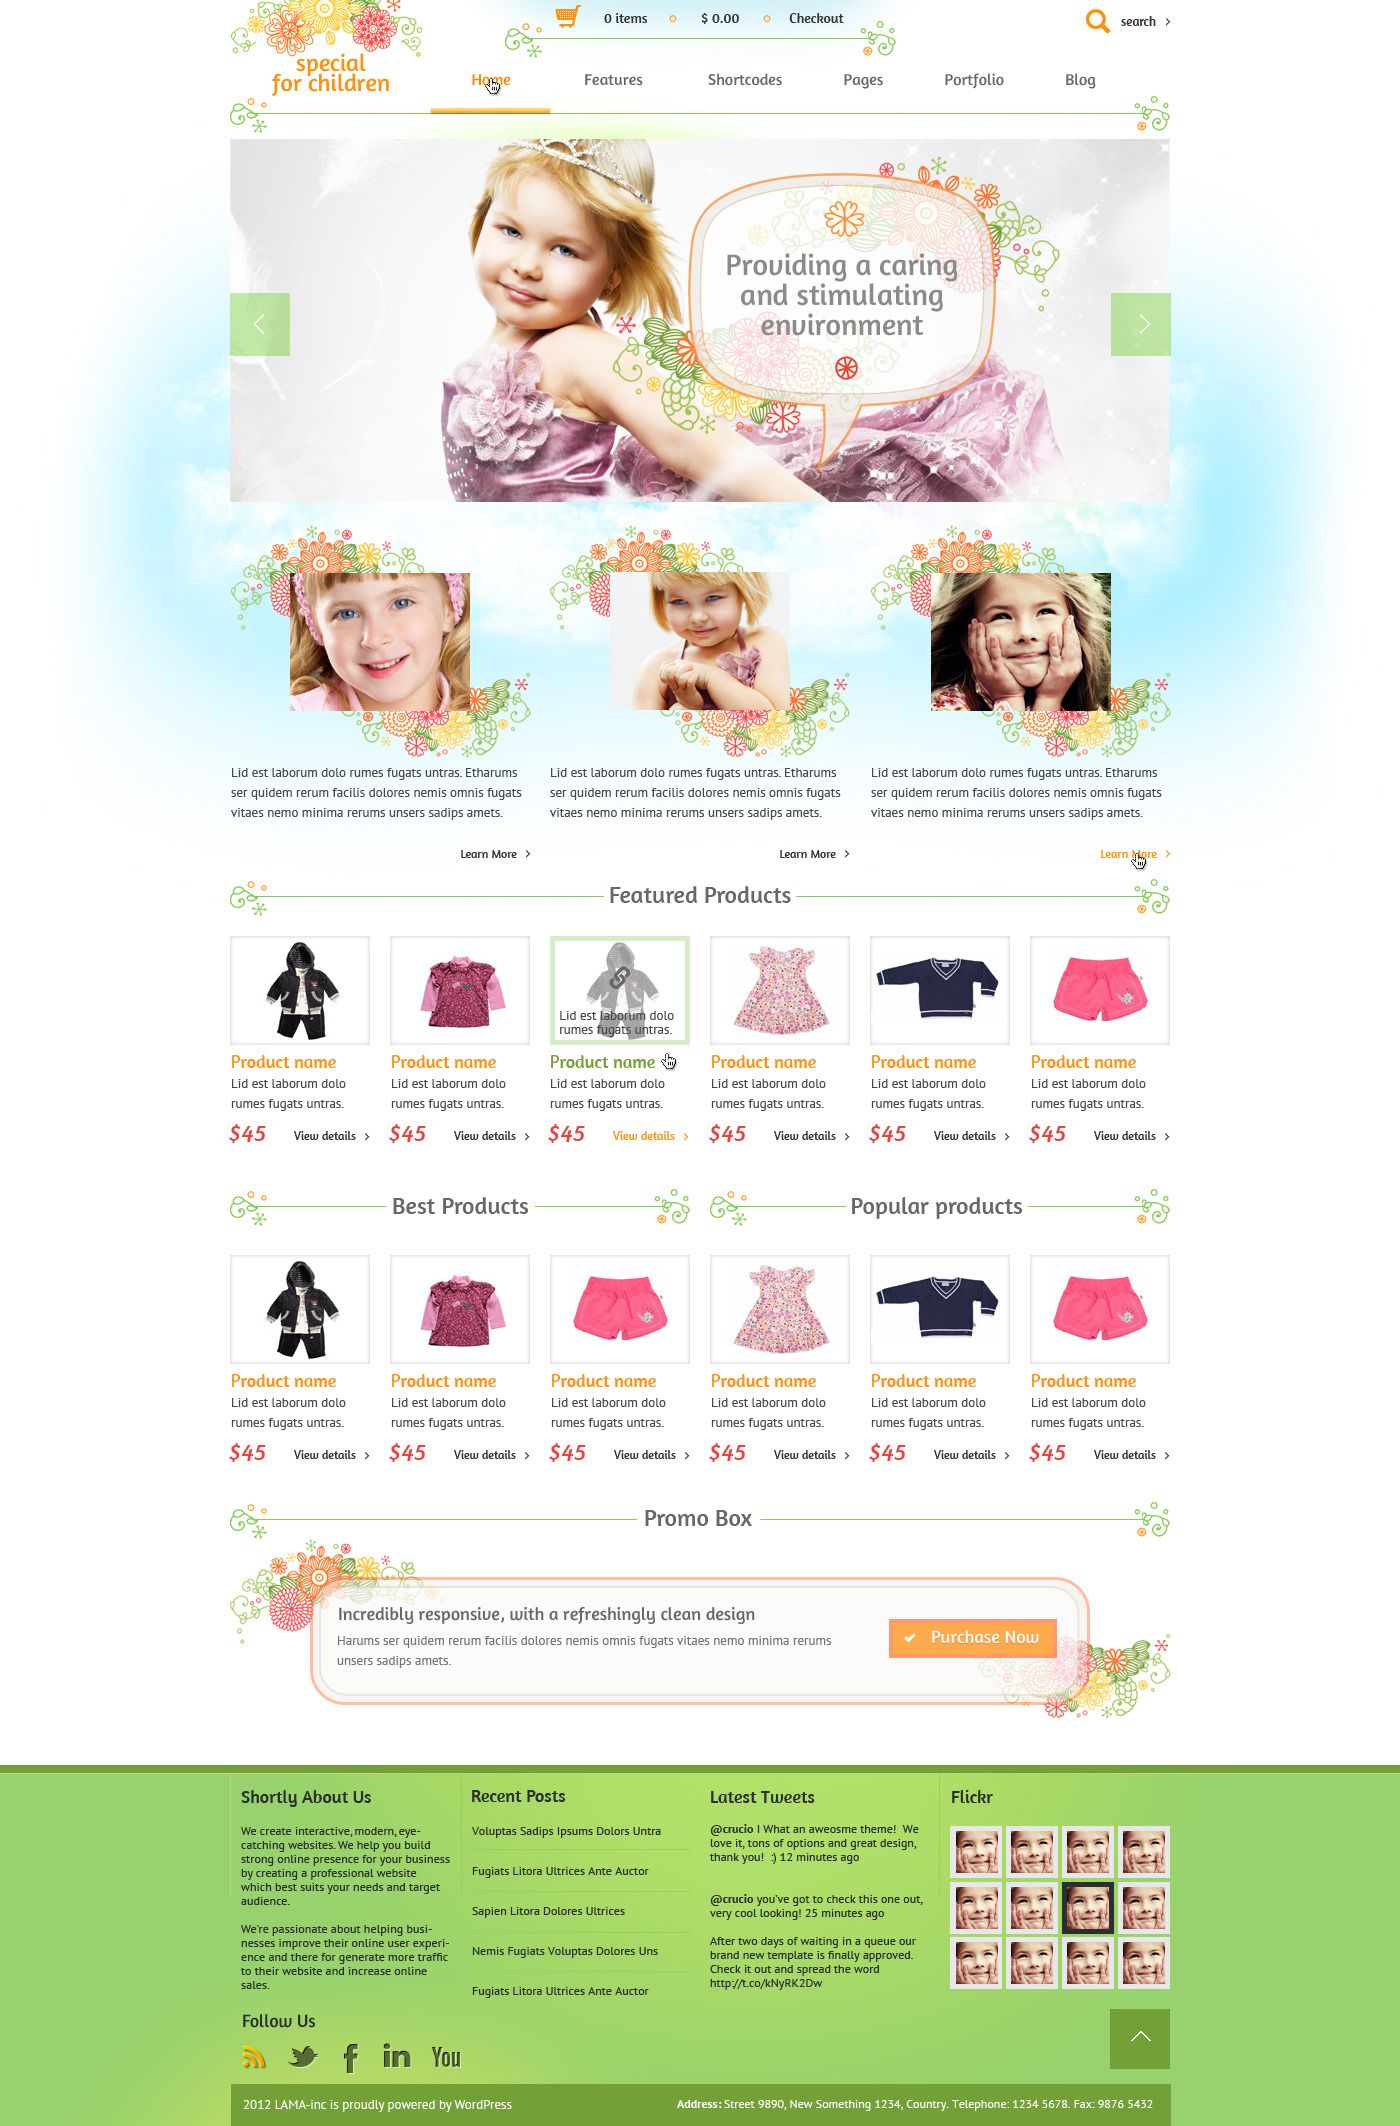 0 items
$ 0.00
Checkout
search
special
for children
Home
Features
Shortcodes
Pages
Portfolio
Blog
Providing a caring
and stimulating
environment
Lid est laborum dolo rumes fugats untras. Etharums
ser quidem rerum facilis dolores nemis omnis fugats
vitaes nemo minima rerums unsers sadips amets.
Learn More
Lid est laborum dolo rumes fugats untras. Etharums
ser quidem rerum facilis dolores nemis omnis fugats
vitaes nemo minima rerums unsers sadips amets.
Learn More
Lid est laborum dolo rumes fugats untras. Etharums
ser quidem rerum facilis dolores nemis omnis fugats
vitaes nemo minima rerums unsers sadips amets.
Learn More
Featured Products
Product name
Lid est laborum dolo
rumes fugats untras.
$45 View details
Product name
Lid est laborum dolo
rumes fugats untras.
$45 View details
Lid est laborum dolo
rumes fugats untras.
Product name
Lid est laborum dolo
rumes fugats untras.
$45 View details
Product name
Lid est laborum dolo
rumes fugats untras.
$45 View details
Product name
Lid est laborum dolo
rumes fugats untras.
$45 View details
Product name
Lid est laborum dolo
rumes fugats untras.
$45 View details
Best Products
Product name
Lid est laborum dolo
rumes fugats untras.
$45 View details
Product name
Lid est laborum dolo
rumes fugats untras.
$45 View details
Product name
Lid est laborum dolo
rumes fugats untras.
$45 View details
Popular products
Product name
Lid est laborum dolo
rumes fugats untras.
$45 View details
Product name
Lid est laborum dolo
rumes fugats untras.
$45 View details
Product name
Lid est laborum dolo
rumes fugats untras.
$45 View details
Promo Box
Incredibly responsive, with a refreshingly clean design
Harums ser quidem rerum facilis dolores nemis omnis fugats vitaes nemo minima rerums
unsers sadips amets.
Purchase Now
Shortly About Us
We create interactive, modern, eye-
catching websites. We help you build
strong online presence for your business
by creating a professional website
which best suits your needs and target
audience.
We're passionate about helping busi-
nesses improve their online user experi-
ence and there for generate more traffic
to their website and increase online
sales.
Recent Posts
Voluptas Sadips Ipsums Dolors Untra
Fugiats Litora Ultrices Ante Auctor
Sapien Litora Dolores Ultrices
Nemis Fugiats Voluptas Dolores Uns
Fugiats Litora Ultrices Ante Auctor
Latest Tweets
@crucio I What an aweosme theme! We
love it, tons of options and great design,
thank you! :) 12 minutes ago
@crucio you've got to check this one out,
very cool looking! 25 minutes ago
After two days of waiting in a queue our
brand new template is finally approved.
Check it out and spread the word
http://t.co/kNyRK2Dw
Flickr
Follow Us
f
in
You
2012 LAMA-inc is proudly powered by WordPress
Address: Street 9890, New Something 1234, Country. Telephone: 1234 5678. Fax: 9876 5432